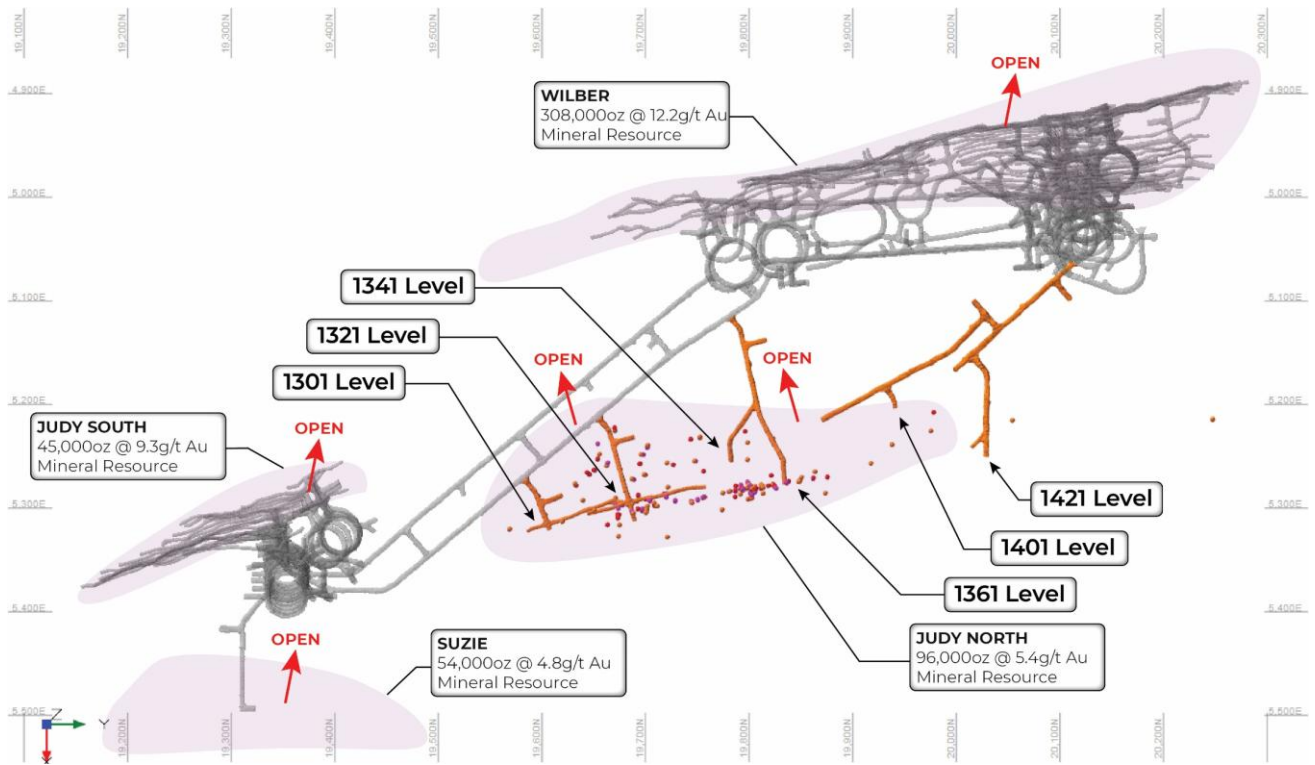 19,100N
19,200N
19,300N
19,400N
19,500N
19,600N
19,700N
19,800N
19,900N
20,000N
20,100N
20,200N
20,300N
OPEN
4,900E
4,900E
WILBER
308,000oz @ 12.2g/t Au
Mineral Resource
5,000E
5,000E
1341 Level
5,100E
5,100E
1321 Level
OPEN
OPEN
1301 Level
5,200E
5,200E
JUDY SOUTH
45,000oz @ 9.3g/t Au
Mineral Resource
OPEN
5,300E
5,300E
1421 Level
1401 Level
1361 Level
5,400E
5,400E
OPEN
SUZIE
54,000oz @ 4.8g/t Au
Mineral Resource
JUDY NORTH
96,000oz @ 5.4g/t Au
Mineral Resource
5,500E
5,500E
Z
Y
X
19,200N
19,300N
19,400N
19,500N
19,600N
19,700N
19,800N
19,900N
20,000N
20,100N
20,200N